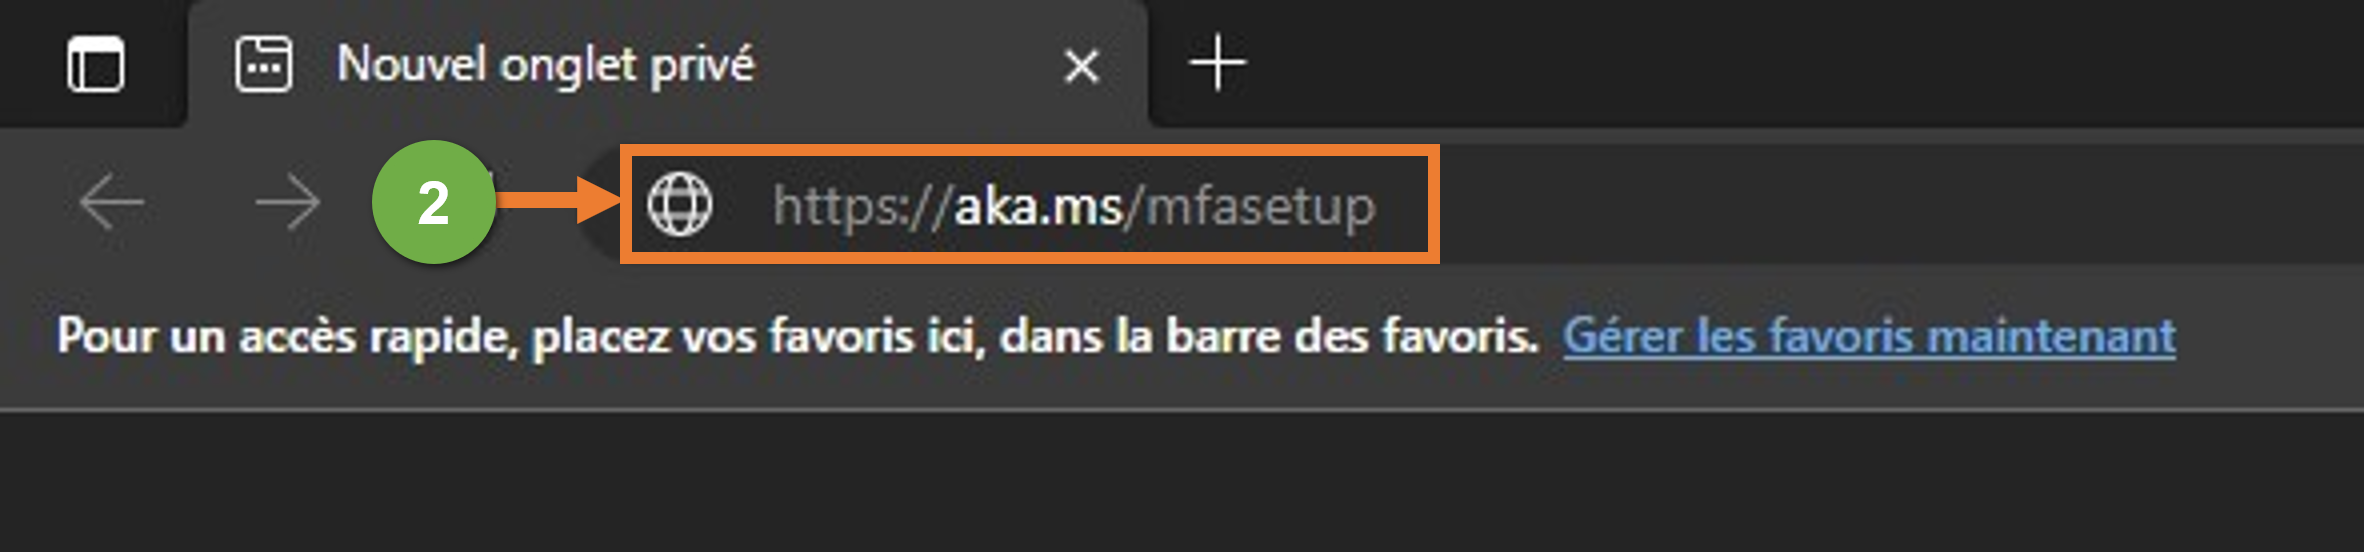 Nouvel onglet privé
2
https://aka.ms/mfasetup
Pour un accès rapide, placez vos favoris ici, dans la barre des favoris. Gérer les favoris maintenant